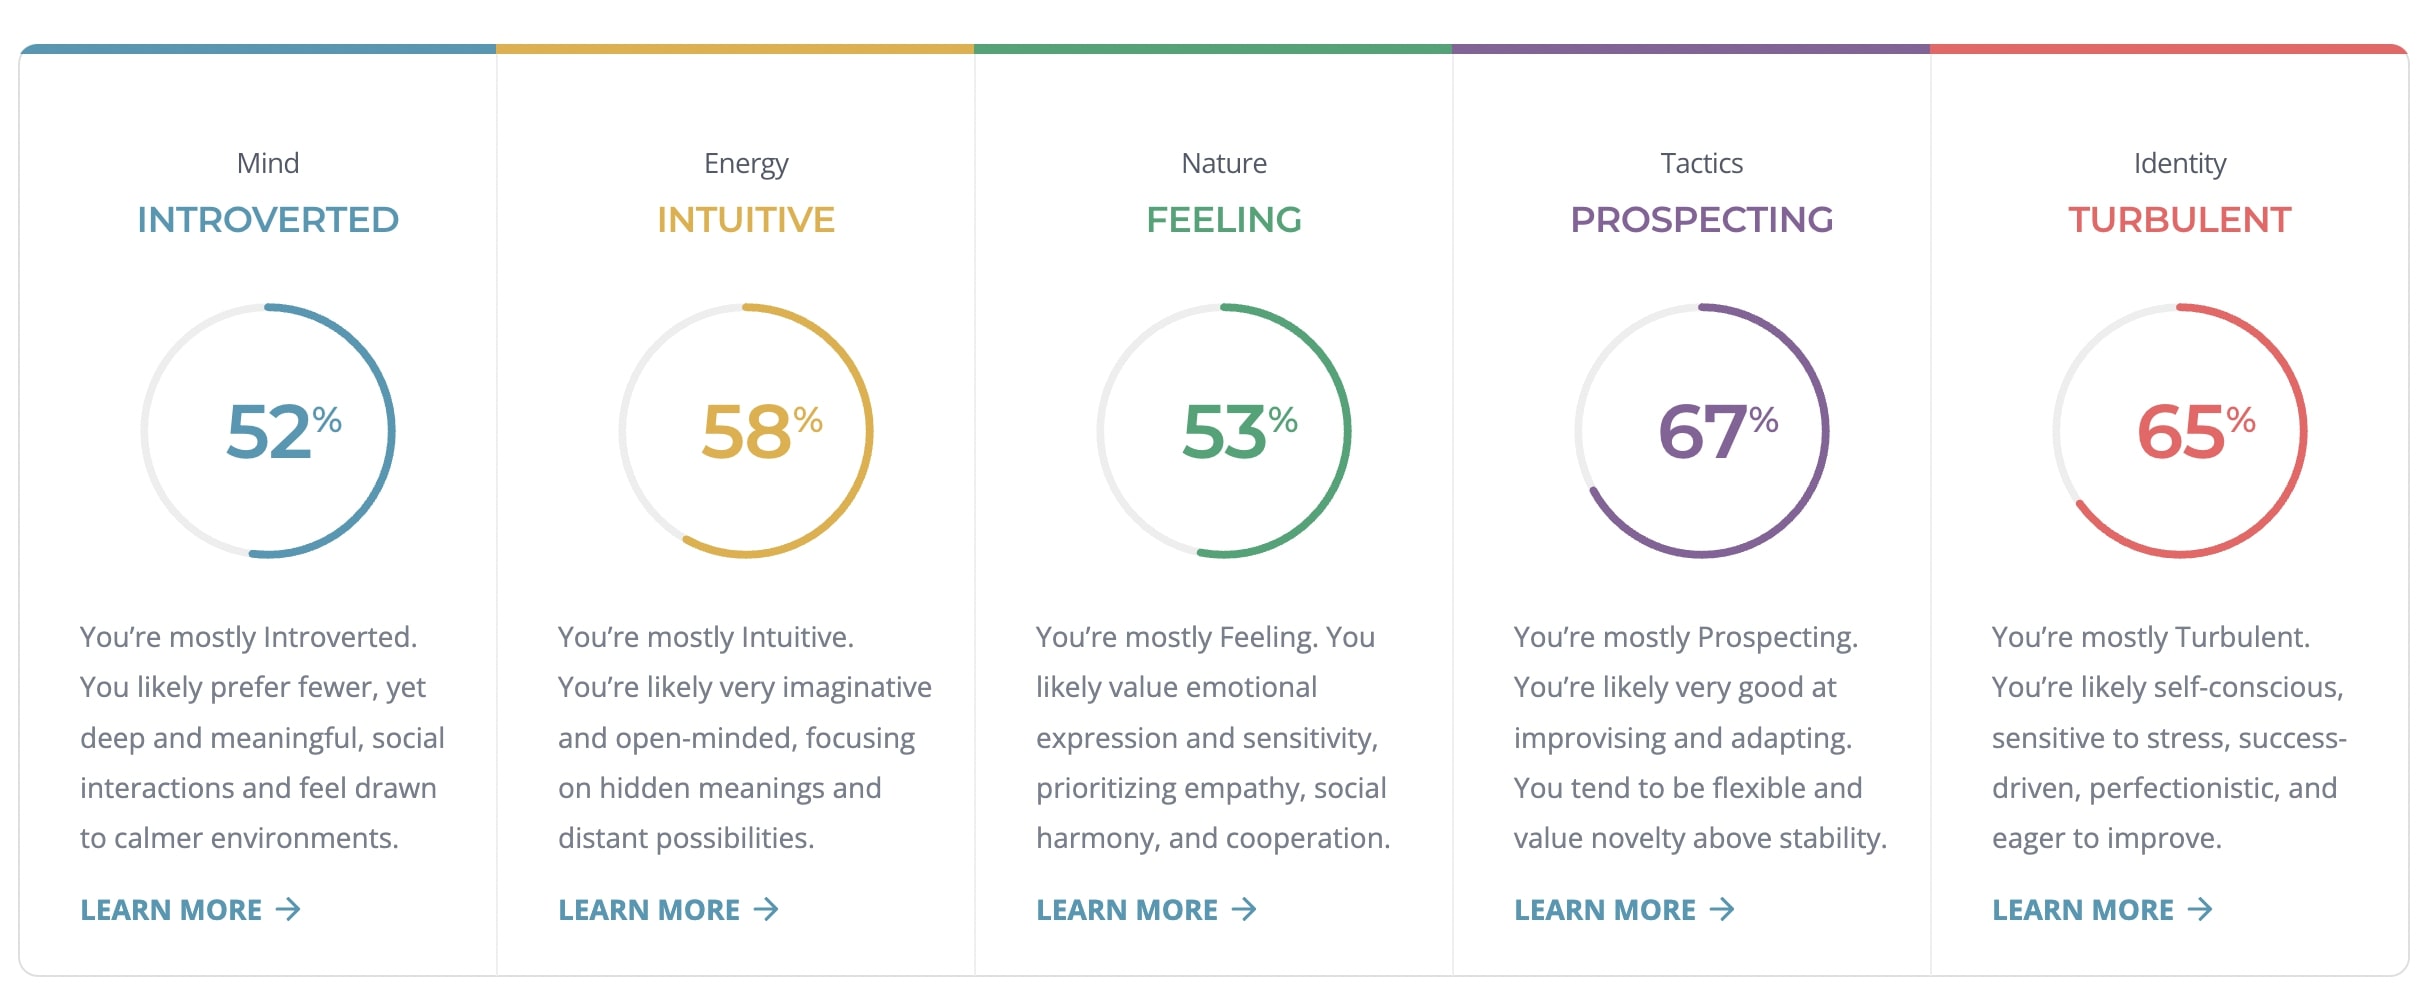 Mind
INTROVERTED
52%
You’re mostly Introverted.
You likely prefer fewer, yet
deep and meaningful, social
interactions and feel drawn
to calmer environments.
LEARN MORE →
Energy
INTUITIVE
58%
You’re mostly Intuitive.
You’re likely very imaginative
and open-minded, focusing
on hidden meanings and
distant possibilities.
LEARN MORE →
Nature
FEELING
53%
You’re mostly Feeling. You
likely value emotional
expression and sensitivity,
prioritizing empathy, social
harmony, and cooperation.
LEARN MORE →
Tactics
PROSPECTING
67%
You’re mostly Prospecting.
You’re likely very good at
improvising and adapting.
You tend to be flexible and
value novelty above stability.
LEARN MORE →
Identity
TURBULENT
65%
You’re mostly Turbulent.
You’re likely self-conscious,
sensitive to stress, success-
driven, perfectionistic, and
eager to improve.
LEARN MORE →